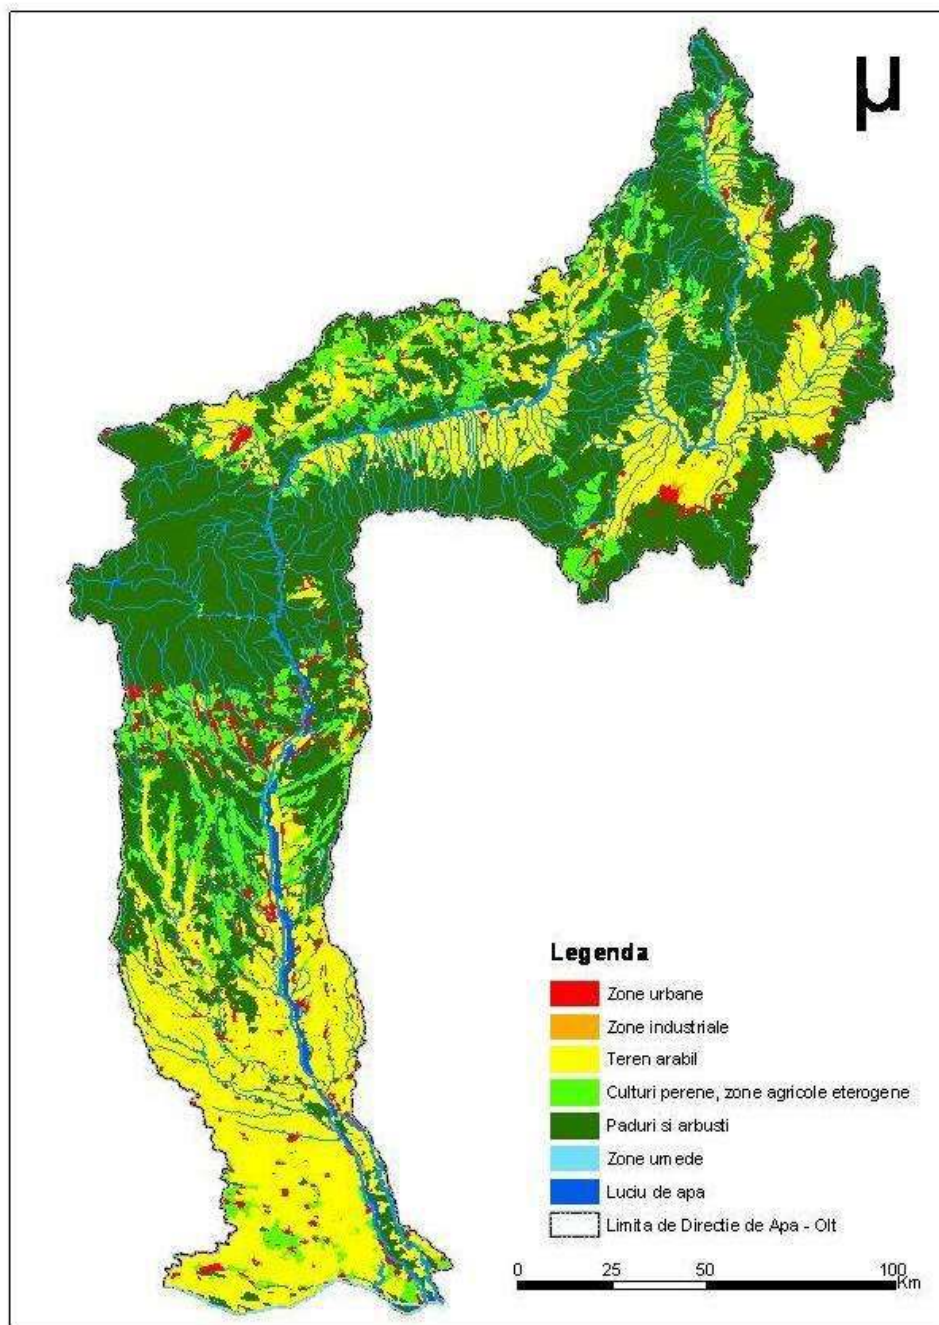 µ
Legenda
Zone urbane
Zone industriale
Teren arabil
Culturi perene, zone agricole eterogene
Paduri si arbusti
Zone umede
Luciu de apa
Limita de Directie de Apa - Olt
0 25 50 100
Km